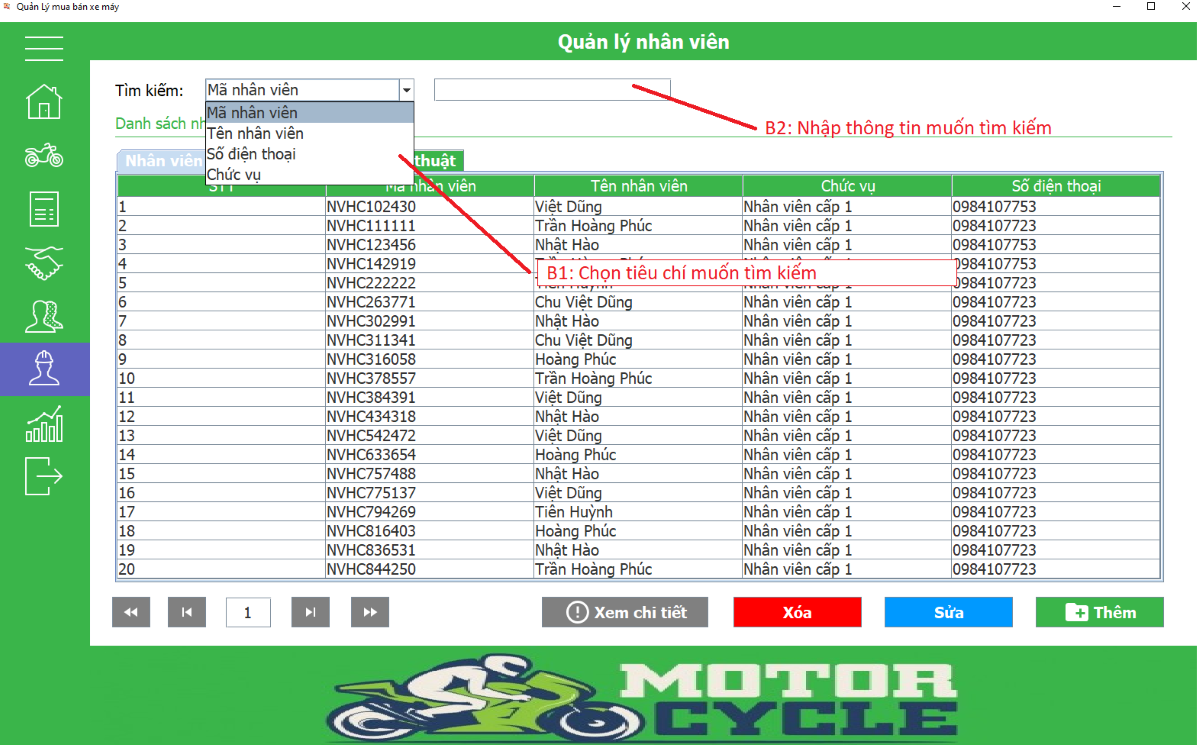 Quản Lý mua bán xe máy
Quản lý nhân viên
Tìm kiếm: Mã nhân viên
Mã nhân viên
Tên nhân viên
Số điện thoại
Chức vụ
B2: Nhập thông tin muốn tìm kiếm
Danh sách
Nhân viên thuật
STT Mã nhân viên Tên nhân viên Chức vụ Số điện thoại
1 NVHC102430 Việt Dũng Nhân viên cấp 1 0984107753
2 NVHC111111 Trần Hoàng Phúc Nhân viên cấp 1 0984107723
3 NVHC123456 Nhật Hào Nhân viên cấp 1 0984107753
4 NVHC142919 0984107753
B1: Chọn tiêu chí muốn tìm kiếm
5 NVHC222222 Nhân viên cấp 1 0984107723
6 NVHC263771 Chu Việt Dũng Nhân viên cấp 1 0984107723
7 NVHC302991 Nhật Hào Nhân viên cấp 1 0984107723
8 NVHC311341 Chu Việt Dũng Nhân viên cấp 1 0984107723
9 NVHC316058 Hoàng Phúc Nhân viên cấp 1 0984107723
10 NVHC378557 Trần Hoàng Phúc Nhân viên cấp 1 0984107723
11 NVHC384391 Việt Dũng Nhân viên cấp 1 0984107723
12 NVHC434318 Nhật Hào Nhân viên cấp 1 0984107723
13 NVHC542472 Việt Dũng Nhân viên cấp 1 0984107723
14 NVHC633654 Hoàng Phúc Nhân viên cấp 1 0984107723
15 NVHC757488 Nhật Hào Nhân viên cấp 1 0984107723
16 NVHC775137 Việt Dũng Nhân viên cấp 1 0984107723
17 NVHC794269 Tiên Huỳnh Nhân viên cấp 1 0984107723
18 NVHC816403 Hoàng Phúc Nhân viên cấp 1 0984107723
19 NVHC836531 Nhật Hào Nhân viên cấp 1 0984107723
20 NVHC844250 Trần Hoàng Phúc Nhân viên cấp 1 0984107723
1 Xem chi tiết Xóa Sửa Thêm
MOTOR
CYCLE